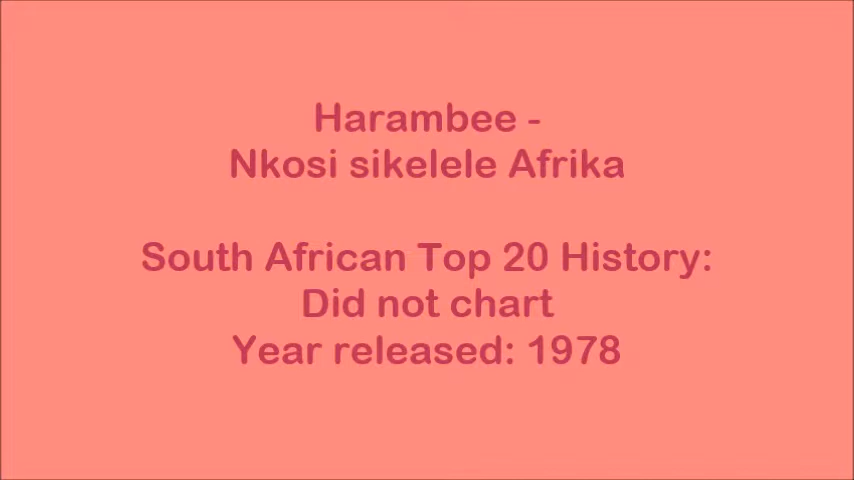 Harambee -
Nkosi sikelele Afrika
South African Top 20 History:
Did not chart
Year released: 1978